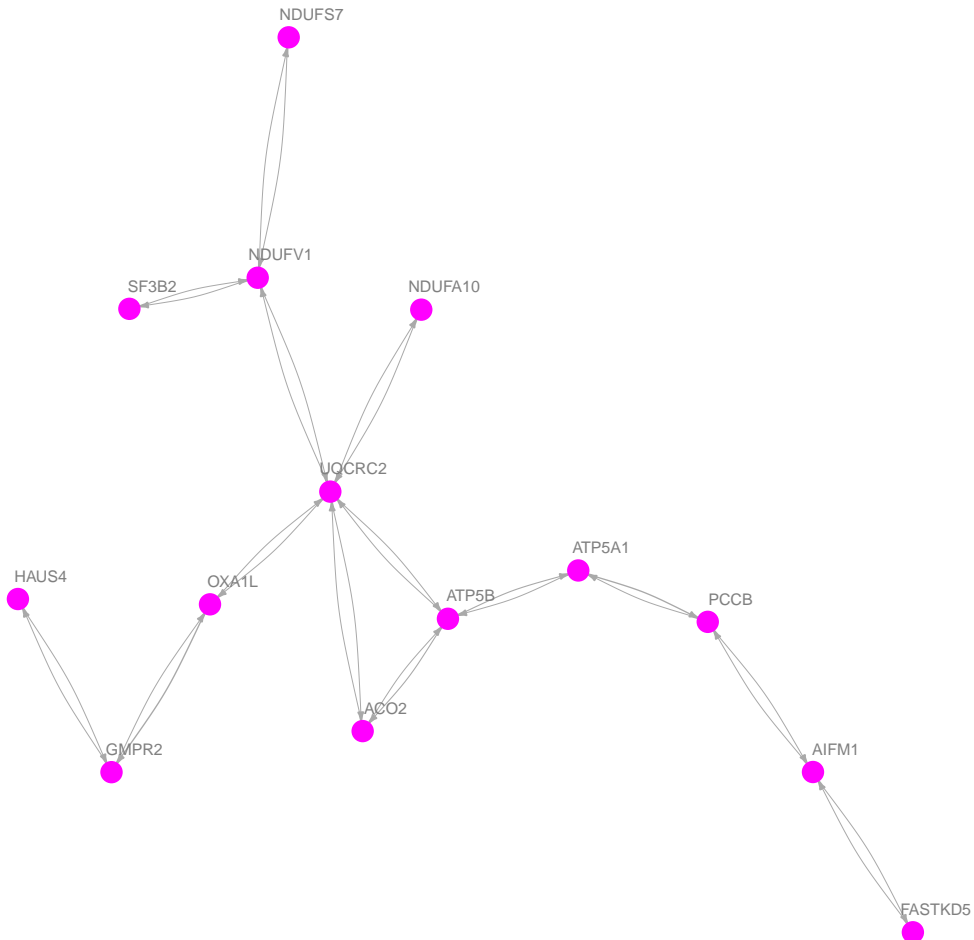 NDUFS7
NDUFV1
SF3B2
NDUFA10
UQCRC2
ATP5A1
HAUS4
OXA1L
ATP5B
PCCB
ACO2
GMPR2
AIFM1
FASTKD5